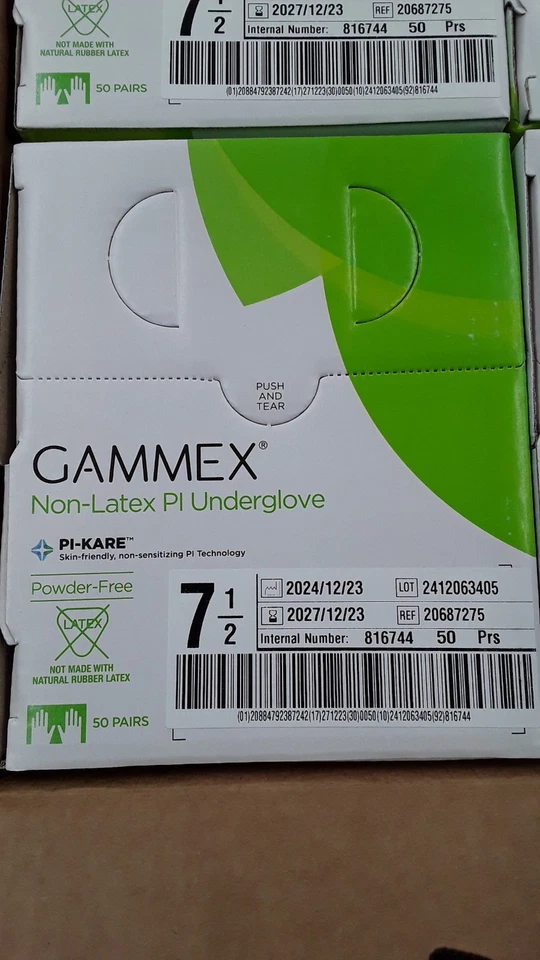 LATEX
NOT MADE WITH
NATURAL RUBBER LATEX
50 PAIRS
7 1/2
2027/12/23 REF 20687275
Internal Number: 816744 50 Prs
(01)20884792387242(17)271223(30)0050(10)2412063405(92)816744
PUSH
AND
TEAR
GAMMEX®
Non-Latex PI Underglove
PI-KARE™
Skin-friendly, non-sensitizing PI Technology
Powder-Free
LATEX
NOT MADE WITH
NATURAL RUBBER LATEX
50 PAIRS
7 1/2
2024/12/23 LOT 2412063405
2027/12/23 REF 20687275
Internal Number: 816744 50 Prs
(01)20884792387242(17)271223(30)0050(10)2412063405(92)816744